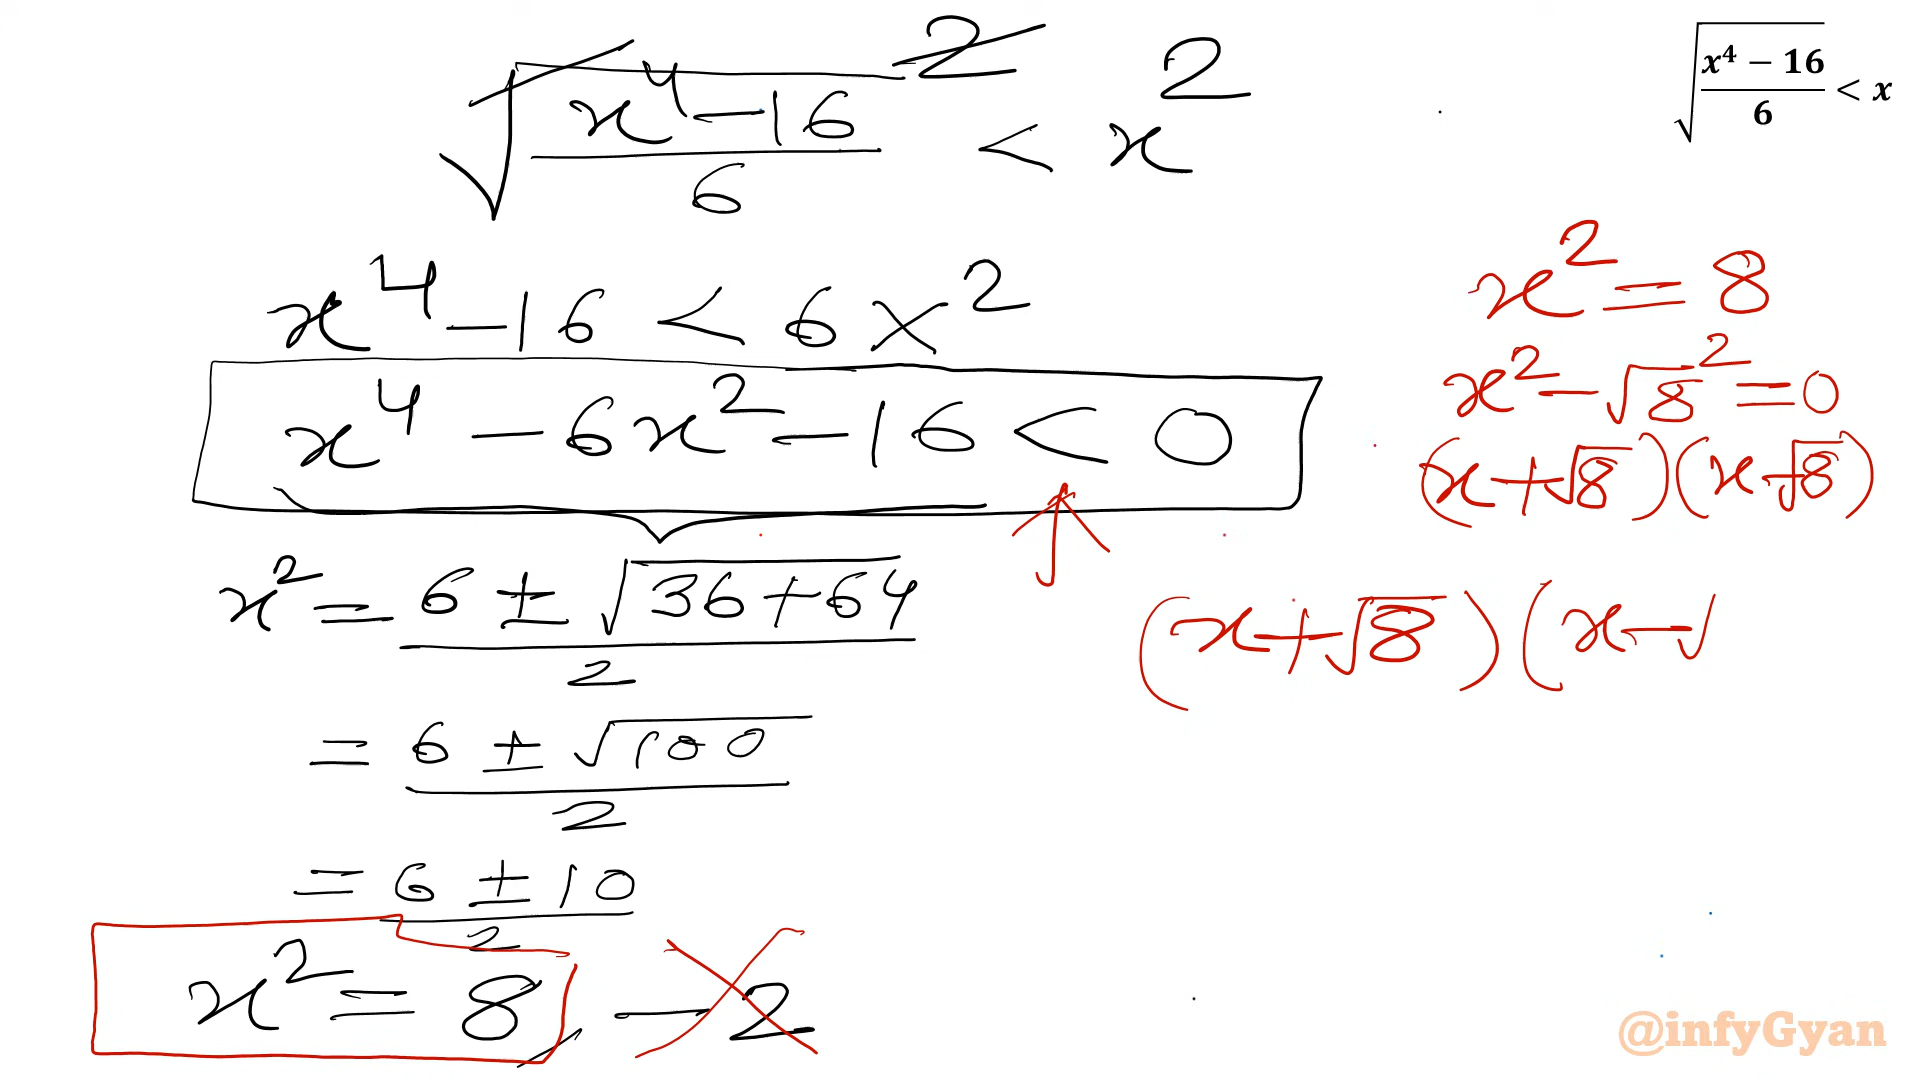 √((x⁴ − 16)/6)² < x²
√((x⁴ − 16)/6) < x
x⁴ − 16 < 6x²
x⁴ − 6x² − 16 < 0
x² = (6 ± √(36 + 64))/2
= (6 ± √100)/2
= (6 ± 10)/2
x² = 8, −2
x² = 8
x² − √8² = 0
(x + √8)(x − √8)
(x + √8)(x − √
@infyGyan